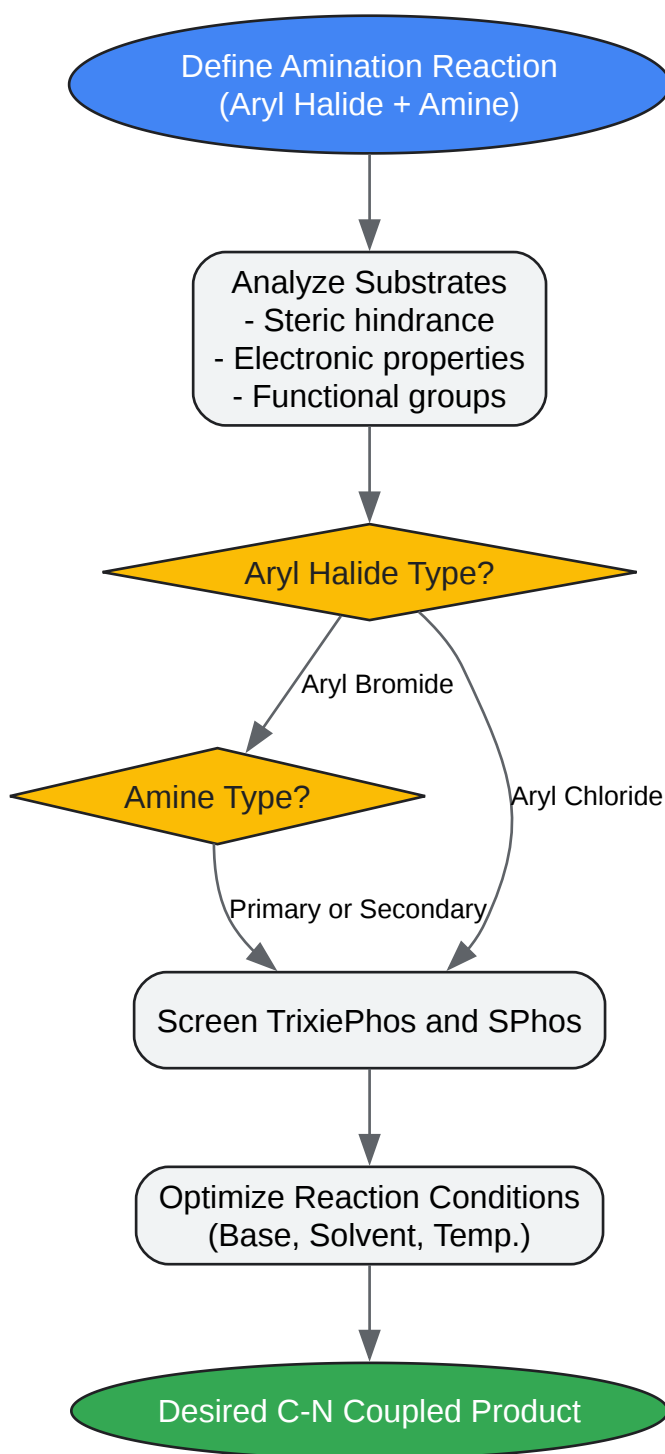 Define Amination Reaction
(Aryl Halide + Amine)
Analyze Substrates
- Steric hindrance
- Electronic properties
- Functional groups
Aryl Halide Type?
Aryl Bromide
Amine Type?
Aryl Chloride
Primary or Secondary
Screen TrixiePhos and SPhos
Optimize Reaction Conditions
(Base, Solvent, Temp.)
Desired C-N Coupled Product